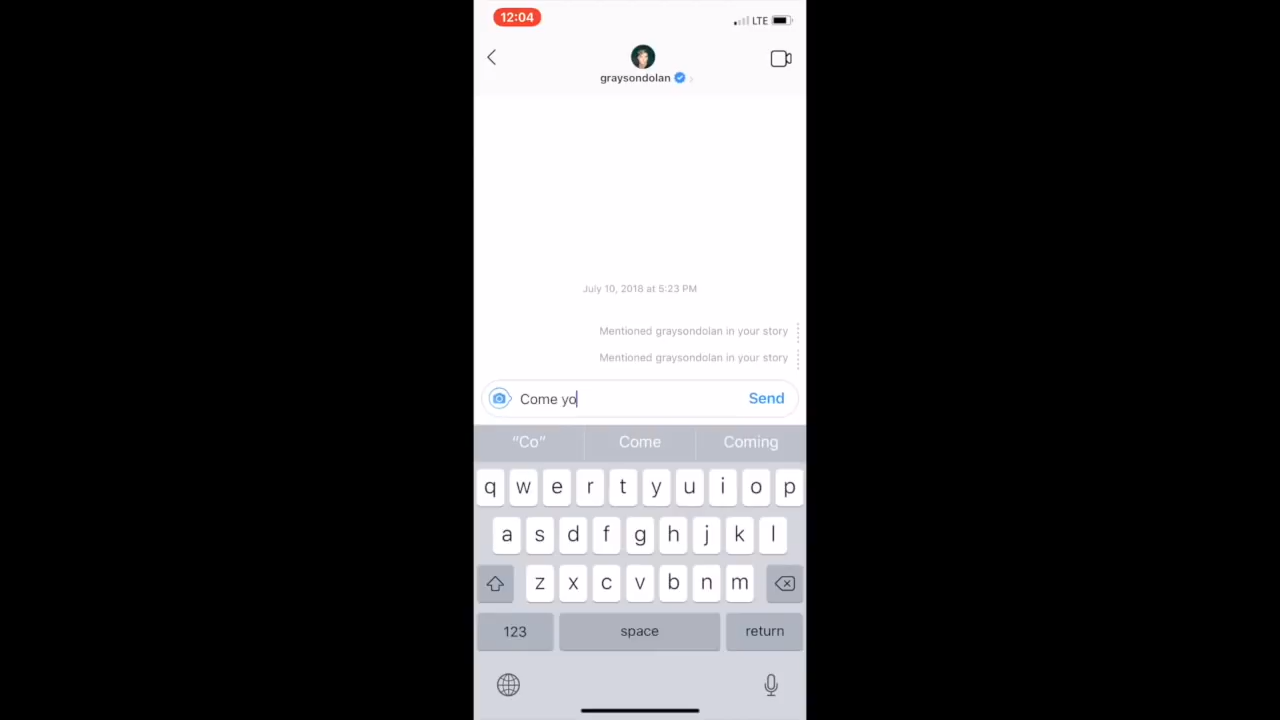 12:04
LTE
graysondolan
July 10, 2018 at 5:23 PM
Mentioned graysondolan in your story
Mentioned graysondolan in your story
Come yo
Send
“Co” Come Coming
q w e r t y u i o p
a s d f g h j k l
z x c v b n m
123 space return